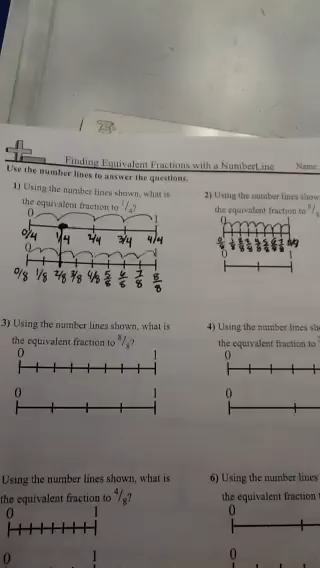 Finding Equivalent Fractions with a NumberLine Name:
Use the number lines to answer the questions.
1) Using the number lines shown, what is
the equivalent fraction to 1/4?
0 1
0/4 1/4 2/4 3/4 4/4
0 1
0/8 1/8 2/8 3/8 4/8 5/8 6/8 7/8 8/8
2) Using the number lines show
the equivalent fraction to
0 1
0 1
3) Using the number lines shown, what is
the equivalent fraction to 8/8?
0 1
0 1
4) Using the number lines sh
the equivalent fraction to
0
0
Using the number lines shown, what is
the equivalent fraction to 4/8?
0 1
0 1
6) Using the number lines
the equivalent fraction
0
0